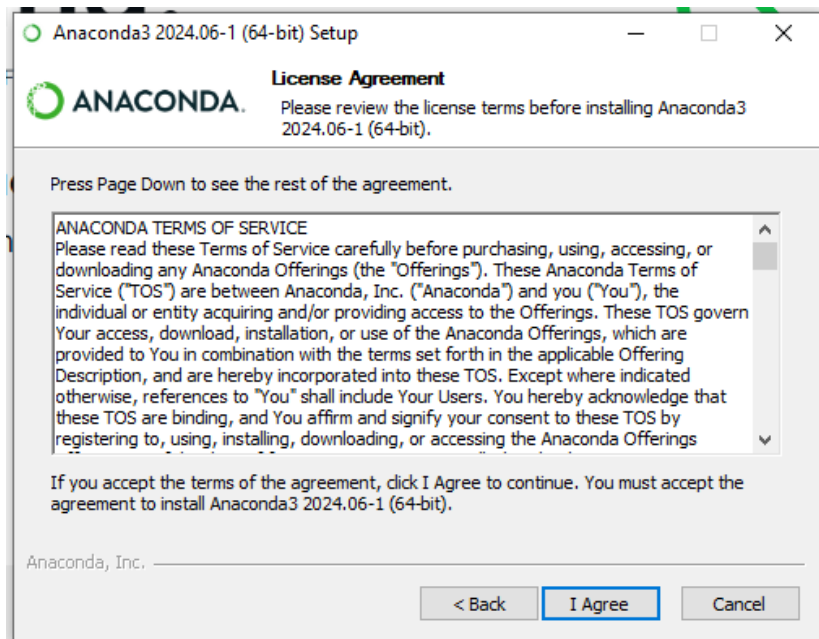 Anaconda3 2024.06-1 (64-bit) Setup
ANACONDA.
License Agreement
Please review the license terms before installing Anaconda3
2024.06-1 (64-bit).
Press Page Down to see the rest of the agreement.
ANACONDA TERMS OF SERVICE
Please read these Terms of Service carefully before purchasing, using, accessing, or
downloading any Anaconda Offerings (the "Offerings"). These Anaconda Terms of
Service ("TOS") are between Anaconda, Inc. ("Anaconda") and you ("You"), the
individual or entity acquiring and/or providing access to the Offerings. These TOS govern
Your access, download, installation, or use of the Anaconda Offerings, which are
provided to You in combination with the terms set forth in the applicable Offering
Description, and are hereby incorporated into these TOS. Except where indicated
otherwise, references to "You" shall include Your Users. You hereby acknowledge that
these TOS are binding, and You affirm and signify your consent to these TOS by
registering to, using, installing, downloading, or accessing the Anaconda Offerings
If you accept the terms of the agreement, click I Agree to continue. You must accept the
agreement to install Anaconda3 2024.06-1 (64-bit).
Anaconda, Inc.
< Back
I Agree
Cancel